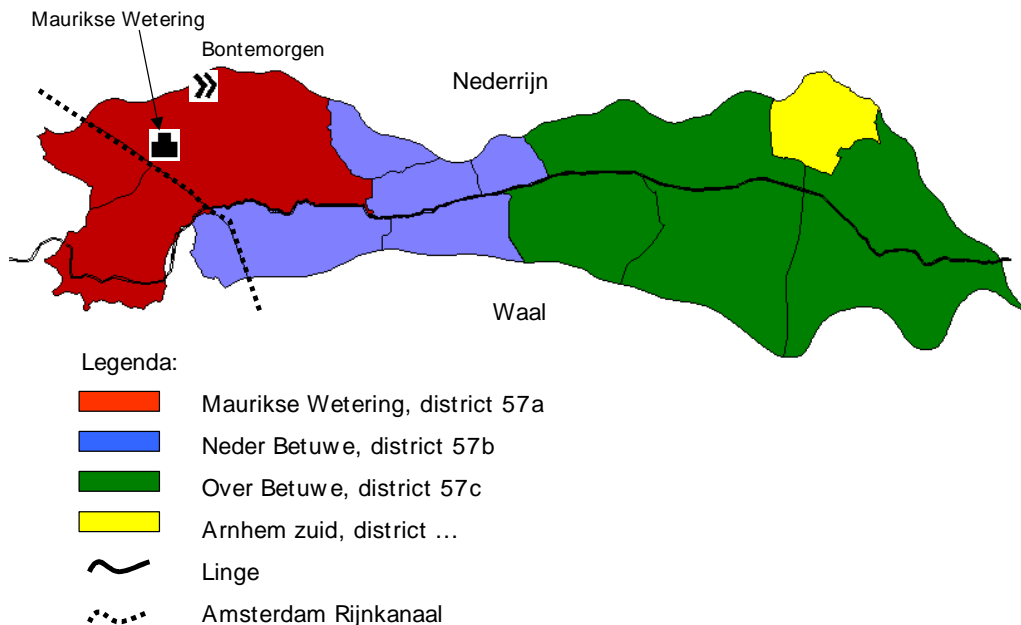 Maurikse Wetering
Bontemorgen
Nederrijn
Waal
Legenda:
Maurikse Wetering, district 57a
Neder Betuwe, district 57b
Over Betuwe, district 57c
Arnhem zuid, district ...
Linge
Amsterdam Rijnkanaal